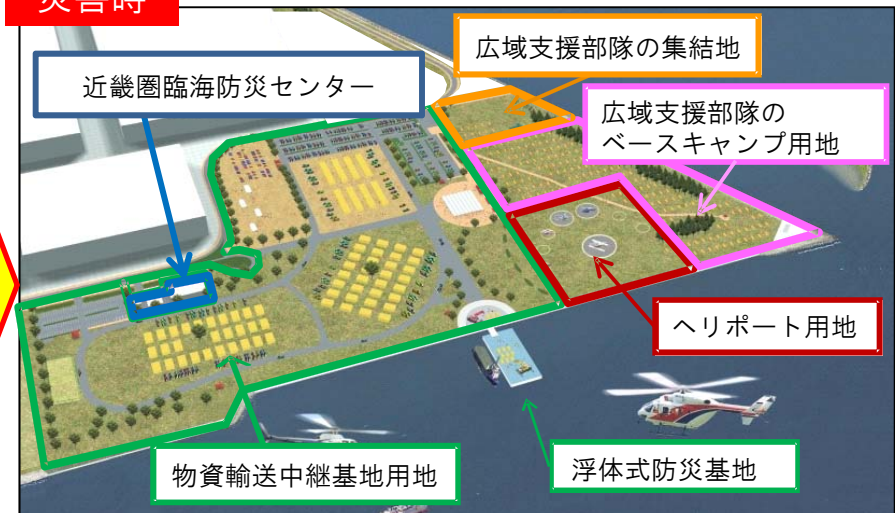 災害時
広域支援部隊の集結地
近畿圏臨海防災センター
広域支援部隊の
ベースキャンプ用地
ヘリポート用地
物資輸送中継基地用地
浮体式防災基地